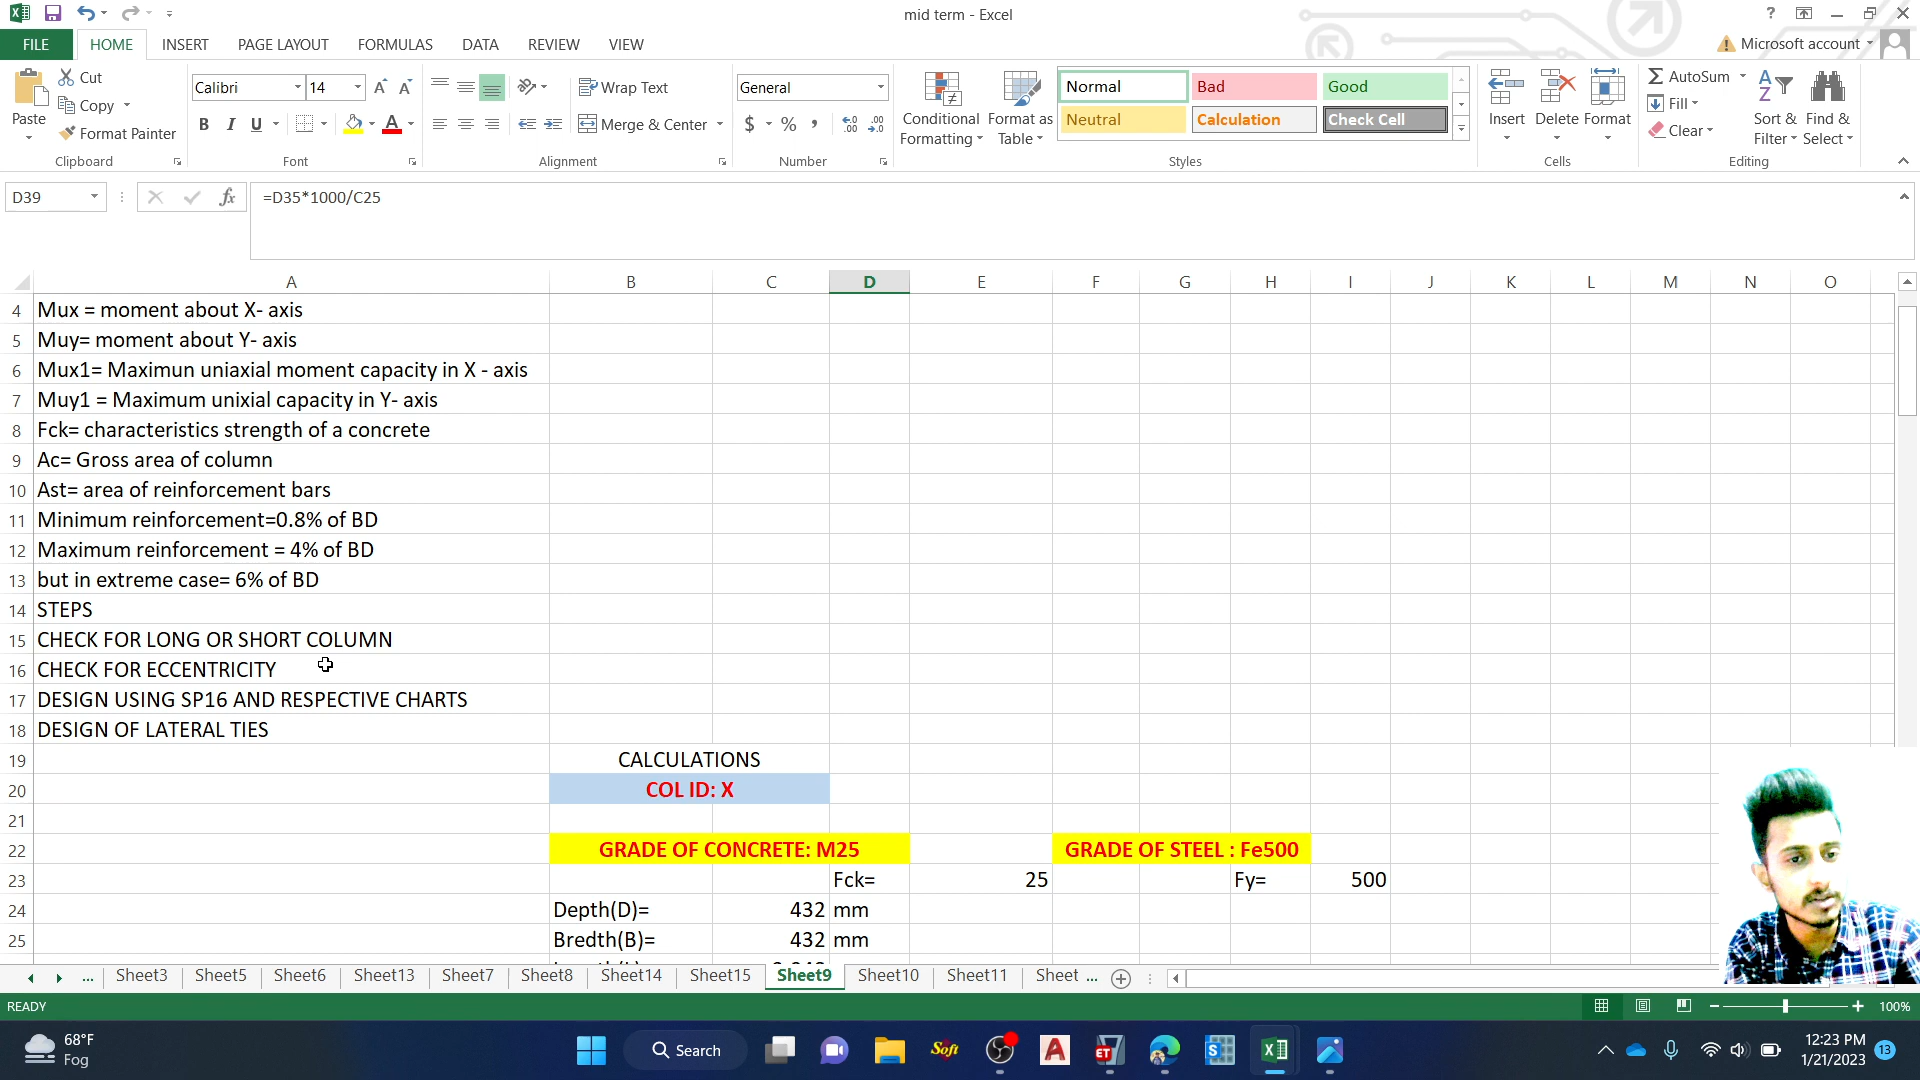 mid term - Excel
FILE HOME INSERT PAGE LAYOUT FORMULAS DATA REVIEW VIEW
Microsoft account
Paste
Cut
Copy
Format Painter
Clipboard
Calibri 14
B I U
Font
Wrap Text
Merge & Center
Alignment
General
$ % ,
Number
Conditional Formatting
Format as Table
Normal Bad Good
Neutral Calculation Check Cell
Styles
Insert Delete Format
Cells
AutoSum
Fill
Clear
Sort & Filter
Find & Select
Editing
D39 fx =D35*1000/C25
A B C D E F G H I J K L M N O
4 Mux = moment about X- axis
5 Muy= moment about Y- axis
6 Mux1= Maximun uniaxial moment capacity in X - axis
7 Muy1 = Maximum unixial capacity in Y- axis
8 Fck= characteristics strength of a concrete
9 Ac= Gross area of column
10 Ast= area of reinforcement bars
11 Minimum reinforcement=0.8% of BD
12 Maximum reinforcement = 4% of BD
13 but in extreme case= 6% of BD
14 STEPS
15 CHECK FOR LONG OR SHORT COLUMN
16 CHECK FOR ECCENTRICITY
17 DESIGN USING SP16 AND RESPECTIVE CHARTS
18 DESIGN OF LATERAL TIES
19 CALCULATIONS
20 COL ID: X
21
22 GRADE OF CONCRETE: M25 GRADE OF STEEL : Fe500
23 Fck= 25 Fy= 500
24 Depth(D)= 432 mm
25 Bredth(B)= 432 mm
... Sheet3 Sheet5 Sheet6 Sheet13 Sheet7 Sheet8 Sheet14 Sheet15 Sheet9 Sheet10 Sheet11 Sheet ...
READY 100%
68°F
Fog
Search
Soft
ET
12:23 PM
1/21/2023
13